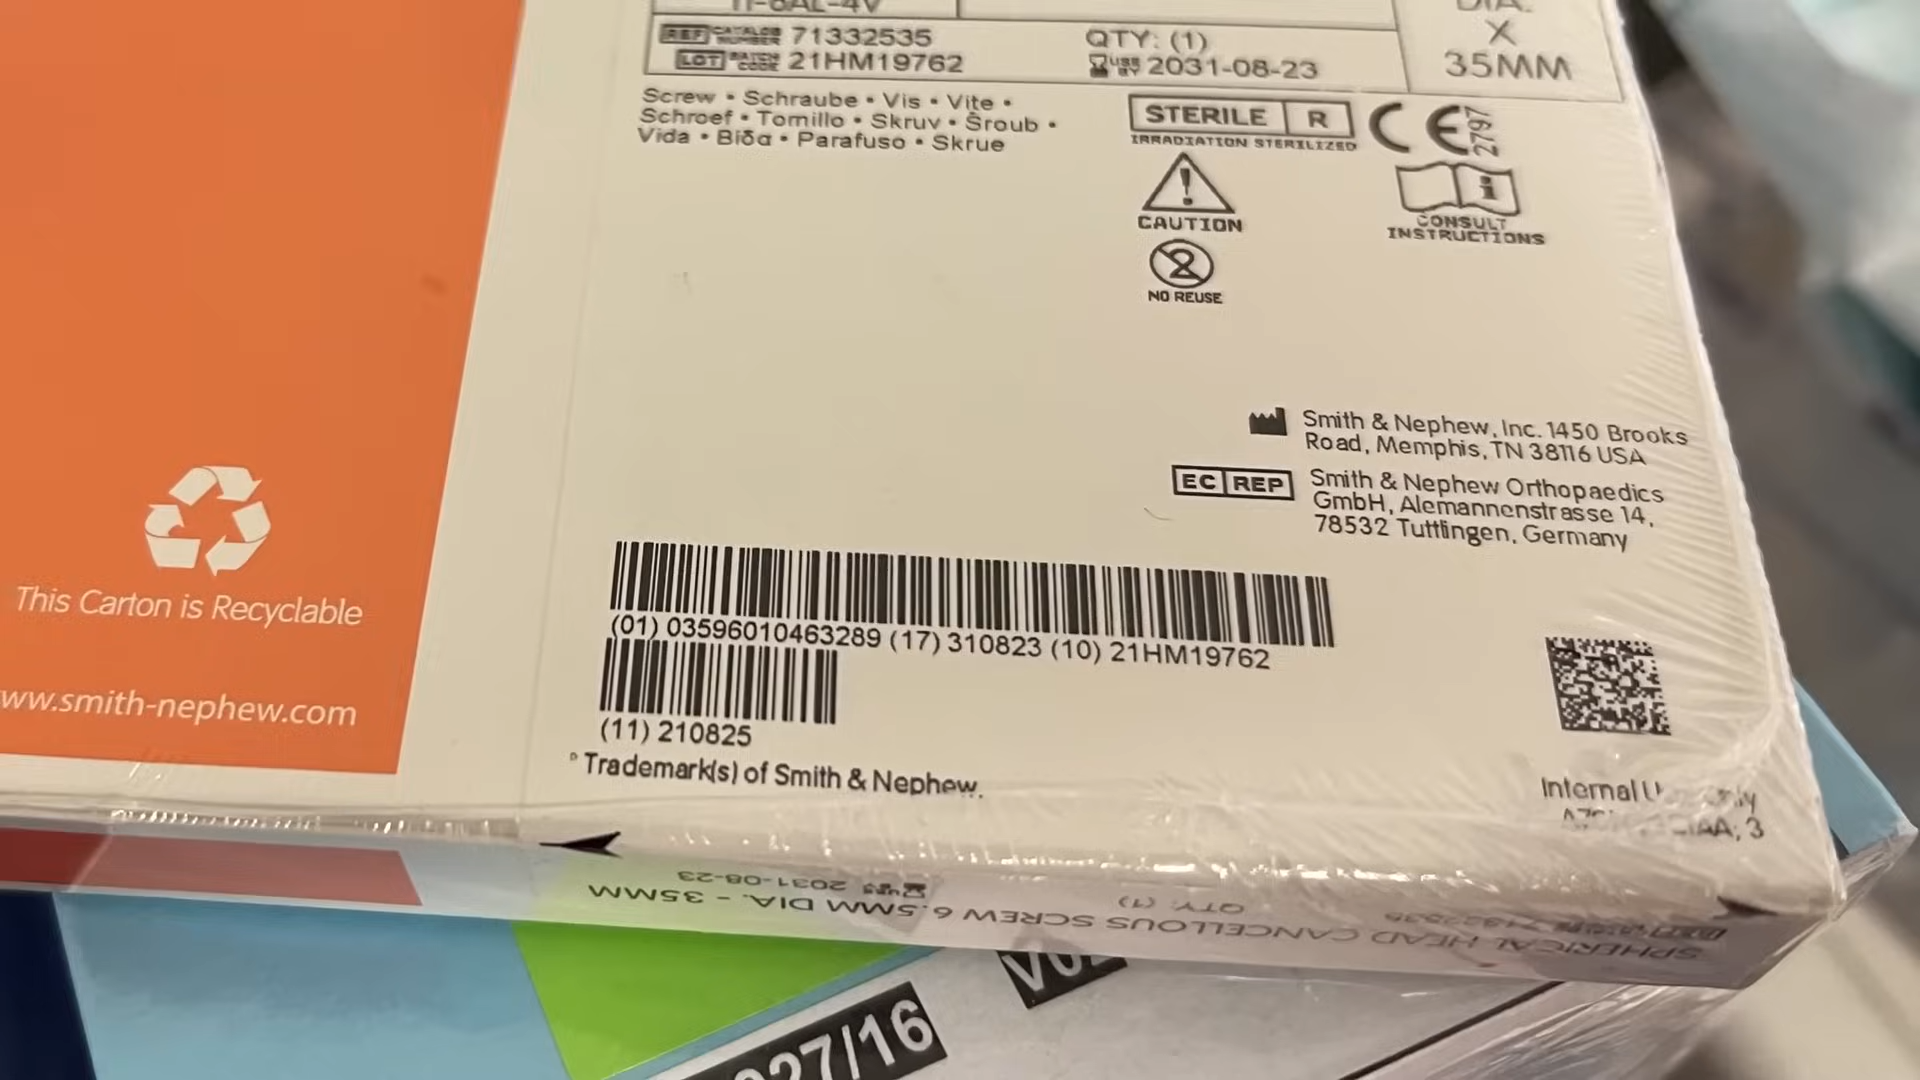 TI-6AL-4V
DIA.
X
35MM
REF CATALOG NUMBER 71332535
QTY: (1)
LOT BATCH CODE 21HM19762
USE BY 2031-08-23
Screw • Schraube • Vis • Vite •
Schroef • Tornillo • Skruv • Šroub •
Vida • Βίδα • Parafuso • Skrue
STERILE R
IRRADIATION STERILIZED
CE 2797
CAUTION
CONSULT
INSTRUCTIONS
NO REUSE
Smith & Nephew, Inc. 1450 Brooks
Road, Memphis, TN 38116 USA
EC REP
Smith & Nephew Orthopaedics
GmbH, Alemannenstrasse 14,
78532 Tuttlingen, Germany
This Carton is Recyclable
ww.smith-nephew.com
(01) 03596010463289 (17) 310823 (10) 21HM19762
(11) 210825
° Trademark(s) of Smith & Nephew.
Internal
SPHERICAL HEAD CANCELLOUS SCREW 6.5MM DIA. - 35MM
QTY: (1)
USE BY 2031-08-23
27/16